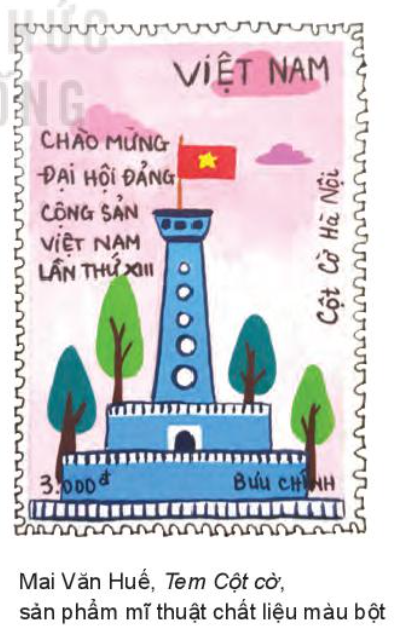 VIỆT NAM
CHÀO MỪNG
ĐẠI HỘI ĐẢNG
CỘNG SẢN
VIỆT NAM
LẦN THỨ XIII
Cột Cờ Hà Nội
3.000đ
BƯU CHÍNH
Mai Văn Huế, Tem Cột cờ,
sản phẩm mĩ thuật chất liệu màu bột